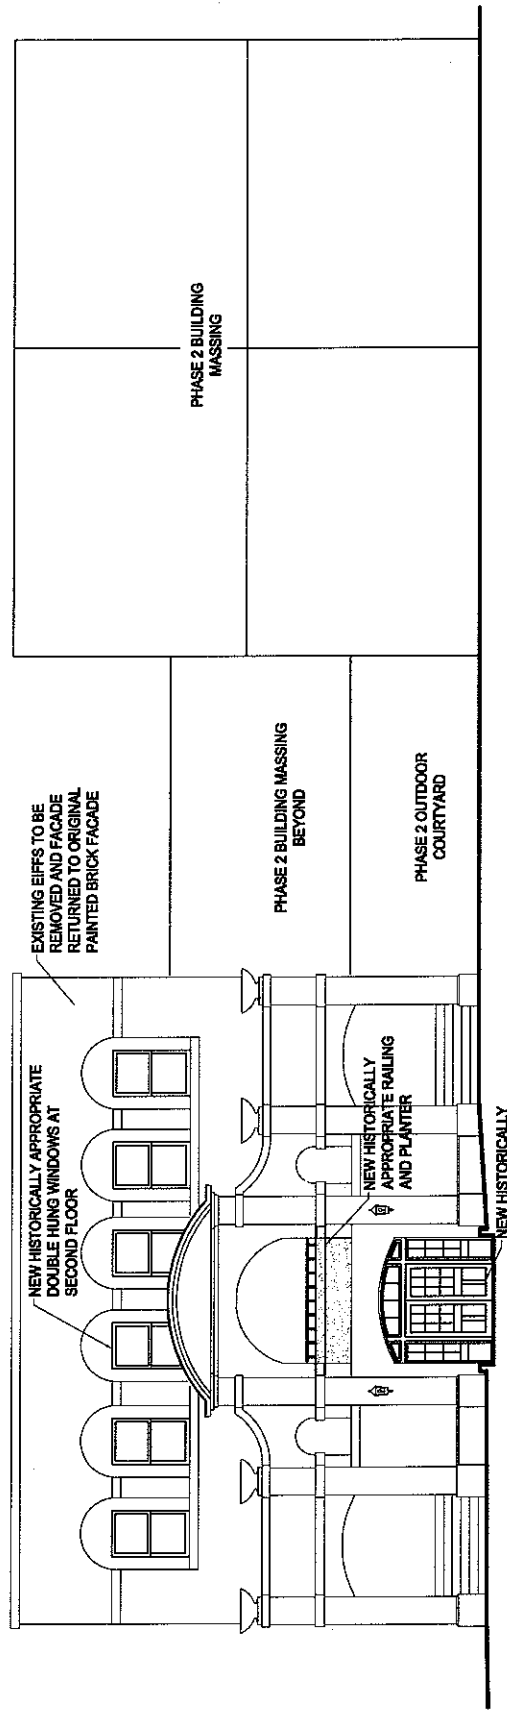 NEW HISTORICALLY APPROPRIATE
DOUBLE HUNG WINDOWS AT
SECOND FLOOR
EXISTING EIFFS TO BE
REMOVED AND FACADE
RETURNED TO ORIGINAL
PAINTED BRICK FACADE
PHASE 2 BUILDING
MASSING
PHASE 2 BUILDING MASSING
BEYOND
PHASE 2 OUTDOOR
COURTYARD
NEW HISTORICALLY
APPROPRIATE RAILING
AND PLANTER
NEW HISTORICALLY